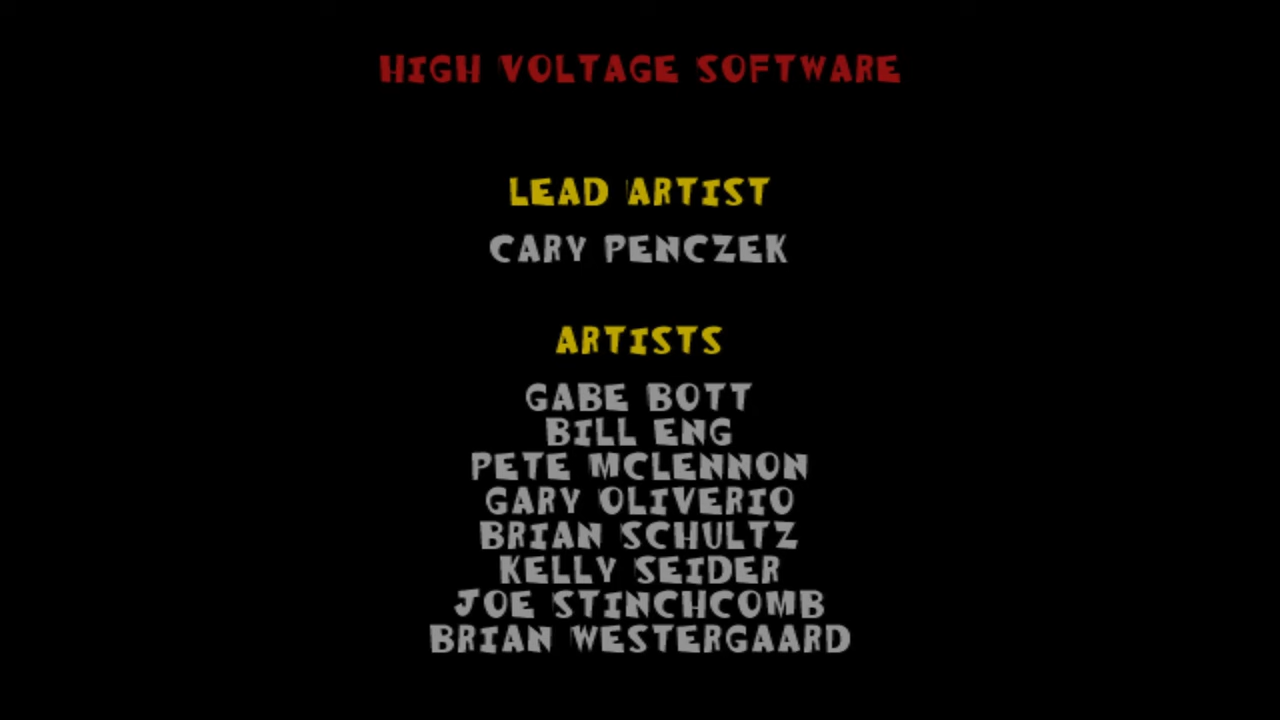 HIGH VOLTAGE SOFTWARE
LEAD ARTIST
CARY PENCZEK
ARTISTS
GABE BOTT
BILL ENG
PETE MCLENNON
GARY OLIVERIO
BRIAN SCHULTZ
KELLY SEIDER
JOE STINCHCOMB
BRIAN WESTERGAARD